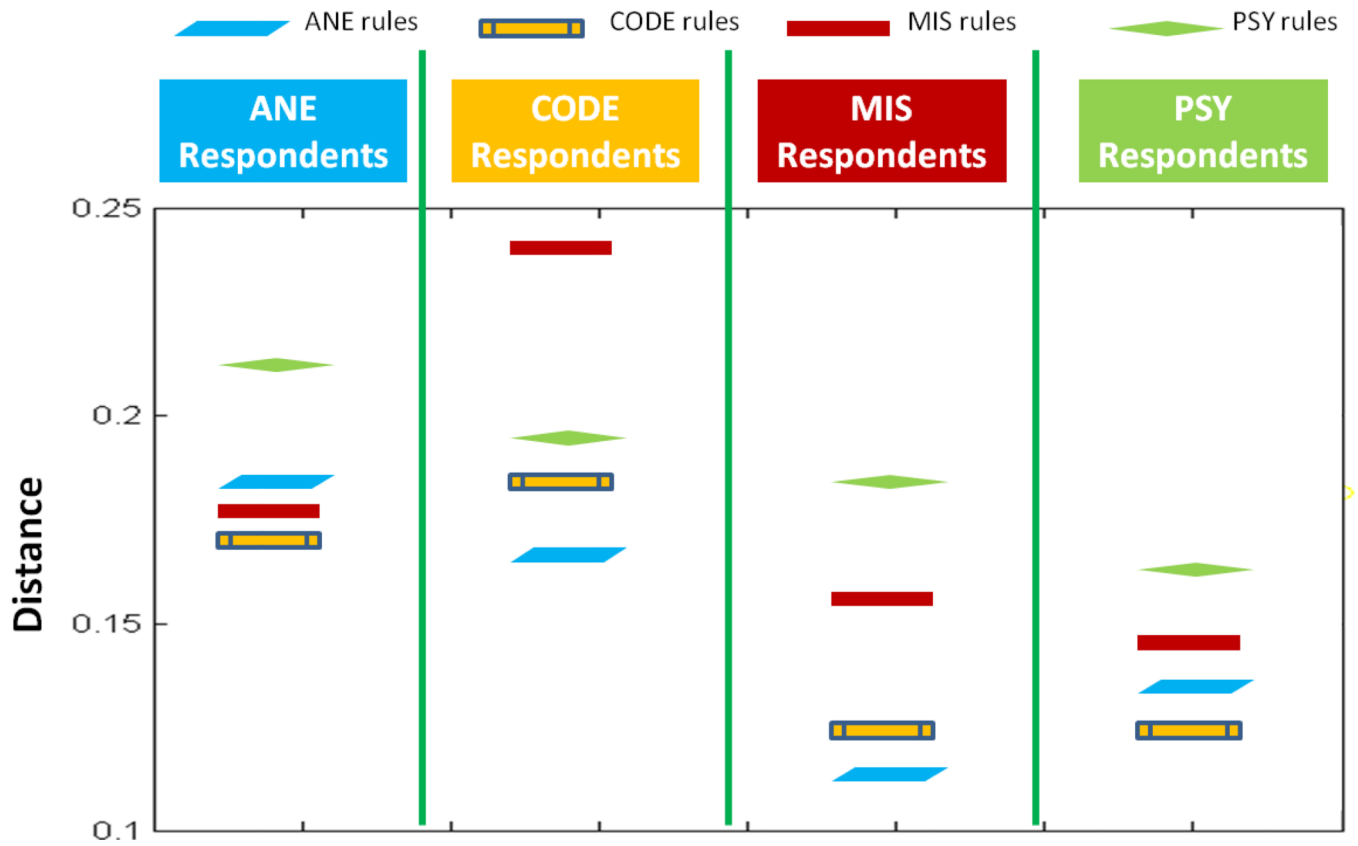 ANE rules
CODE rules
MIS rules
PSY rules
ANE
Respondents
CODE
Respondents
MIS
Respondents
PSY
Respondents
0.25
0.2
0.15
0.1
Distance